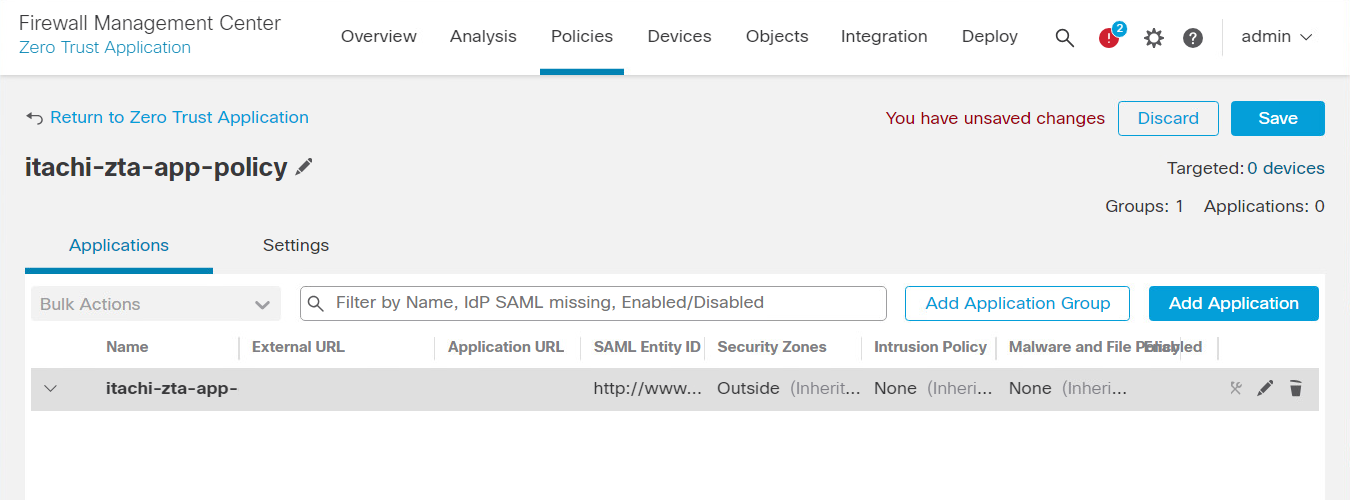 Firewall Management Center
Zero Trust Application
Overview Analysis Policies Devices Objects Integration Deploy 2 admin
Return to Zero Trust Application You have unsaved changes Discard Save
itachi-zta-app-policy Targeted: 0 devices
Groups: 1 Applications: 0
Applications Settings
Bulk Actions Filter by Name, IdP SAML missing, Enabled/Disabled Add Application Group Add Application
Name External URL Application URL SAML Entity ID Security Zones Intrusion Policy Malware and File Policy Enabled
itachi-zta-app- http://www... Outside (Inherit... None (Inheri... None (Inheri...